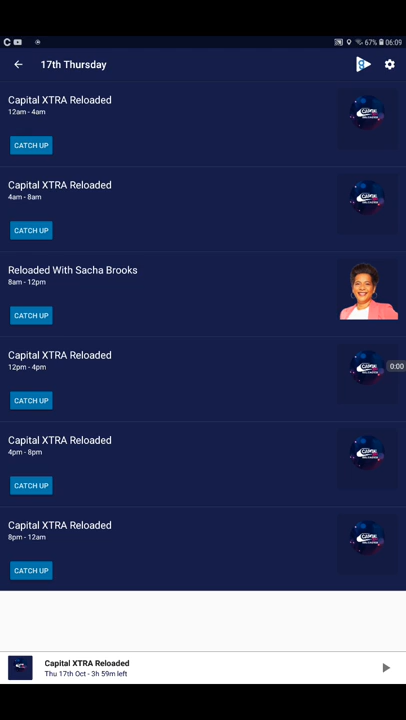 67% 06:09
17th Thursday
Capital XTRA Reloaded
12am - 4am
CATCH UP
Capital XTRA Reloaded
4am - 8am
CATCH UP
Reloaded With Sacha Brooks
8am - 12pm
CATCH UP
Capital XTRA Reloaded
12pm - 4pm
0:00
CATCH UP
Capital XTRA Reloaded
4pm - 8pm
CATCH UP
Capital XTRA Reloaded
8pm - 12am
CATCH UP
Capital XTRA Reloaded
Thu 17th Oct - 3h 59m left